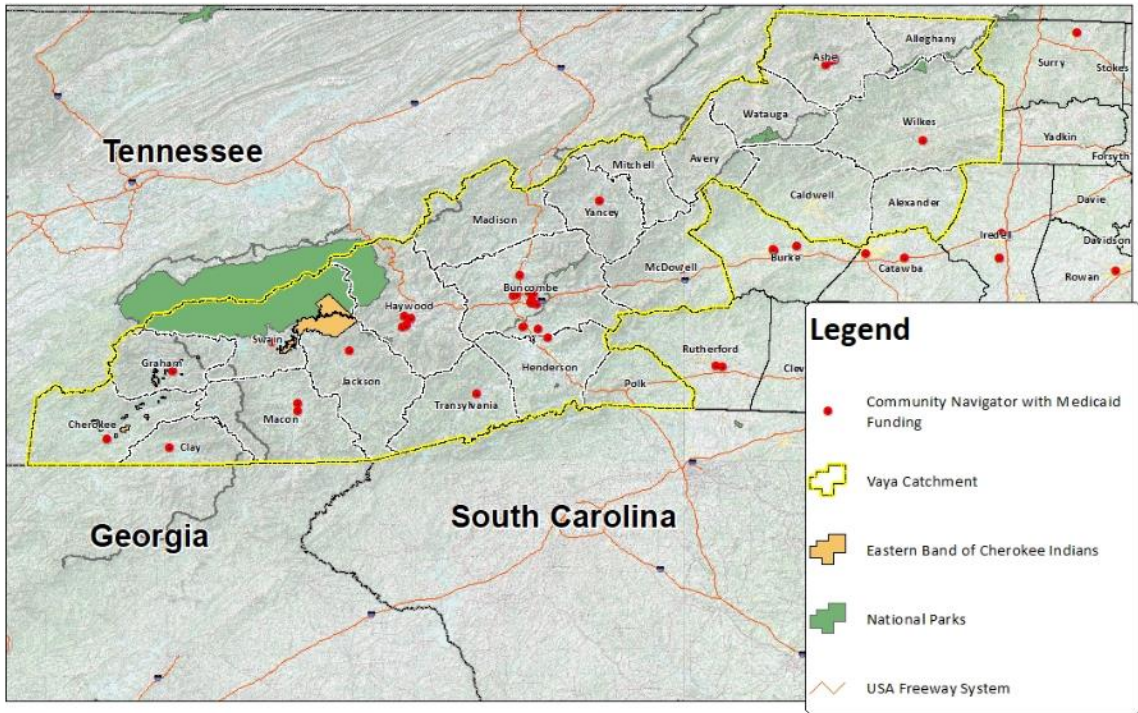 Alleghany
Ashe
Surry
Stokes
Watauga
Wilkes
Yadkin
Forsyth
Tennessee
Mitchell
Avery
Caldwell
Alexander
Davie
Yancey
Madison
Iredell
Davidson
McDowell
Burke
Catawba
Rowan
Buncombe
Haywood
Swain
Rutherford
Clev
Graham
Henderson
Jackson
Polk
Transylvania
Macon
Cherokee
Clay
Georgia
South Carolina
Legend
Community Navigator with Medicaid
Funding
Vaya Catchment
Eastern Band of Cherokee Indians
National Parks
USA Freeway System